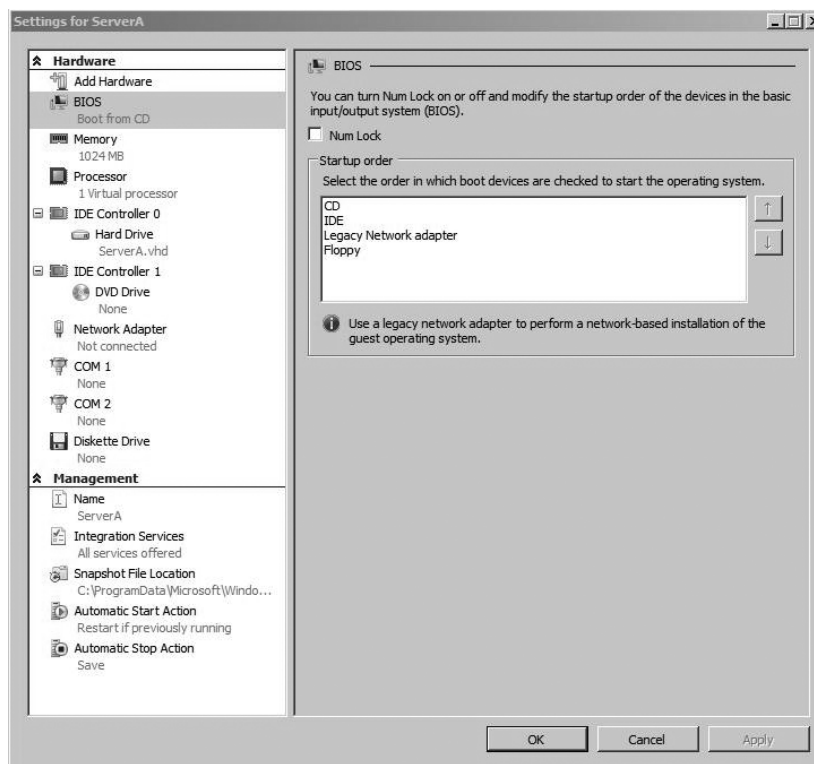 Settings for ServerA
Hardware
Add Hardware
BIOS
Boot from CD
Memory
1024 MB
Processor
1 Virtual processor
IDE Controller 0
Hard Drive
ServerA.vhd
IDE Controller 1
DVD Drive
None
Network Adapter
Not connected
COM 1
None
COM 2
None
Diskette Drive
None
Management
Name
ServerA
Integration Services
All services offered
Snapshot File Location
C:\ProgramData\Microsoft\Windo...
Automatic Start Action
Restart if previously running
Automatic Stop Action
Save
BIOS
You can turn Num Lock on or off and modify the startup order of the devices in the basic
input/output system (BIOS).
Num Lock
Startup order
Select the order in which boot devices are checked to start the operating system.
CD
IDE
Legacy Network adapter
Floppy
Use a legacy network adapter to perform a network-based installation of the
guest operating system.
OK
Cancel
Apply